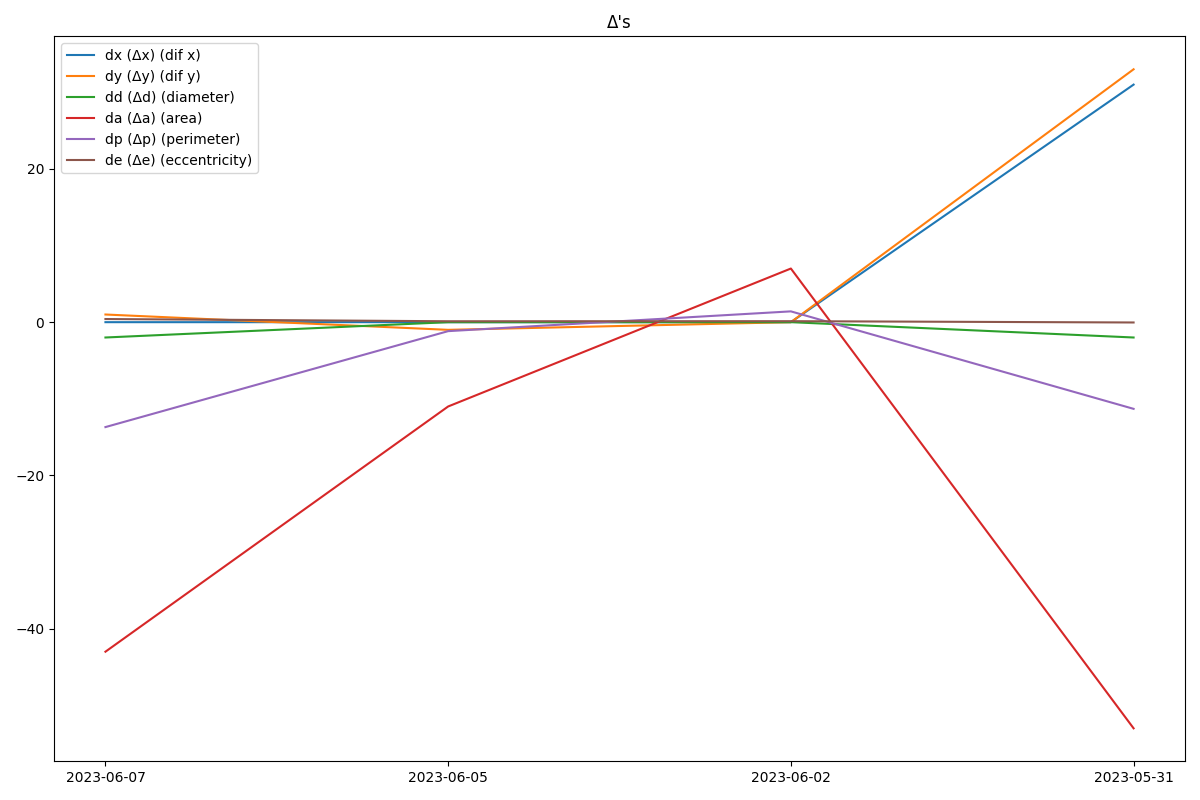 Δ's
dx (Δx) (dif x)
dy (Δy) (dif y)
dd (Δd) (diameter)
da (Δa) (area)
dp (Δp) (perimeter)
de (Δe) (eccentricity)
20
0
−20
−40
2023-06-07 2023-06-05 2023-06-02 2023-05-31